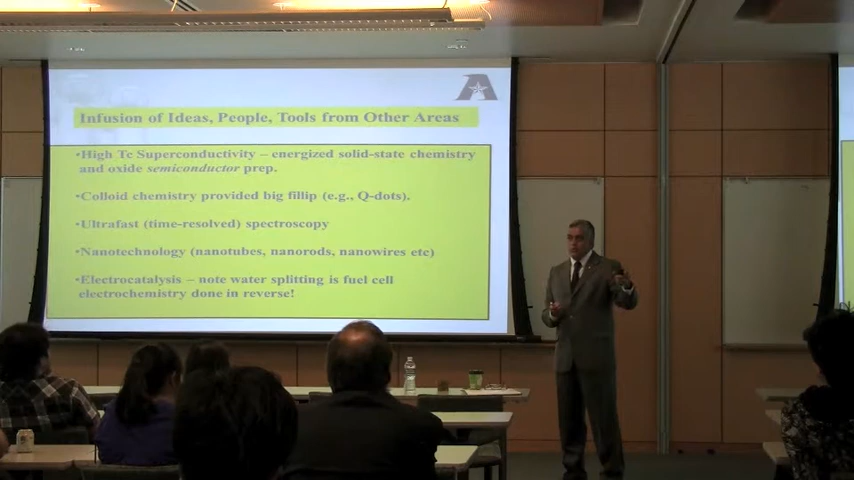 Infusion of Ideas, People, Tools from Other Areas
•High Tc Superconductivity – energized solid-state chemistry
and oxide semiconductor prep.
•Colloid chemistry provided big fillip (e.g., Q-dots).
•Ultrafast (time-resolved) spectroscopy
•Nanotechnology (nanotubes, nanorods, nanowires etc)
•Electrocatalysis – note water splitting is fuel cell
electrochemistry done in reverse!